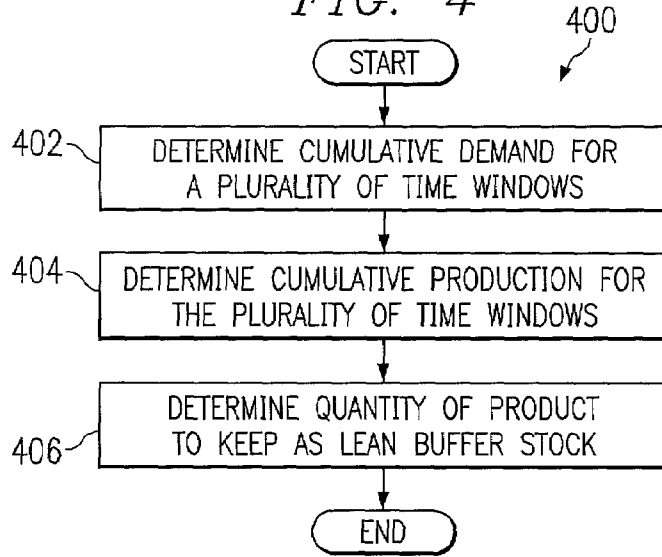 FIG. 4
400
START
402
DETERMINE CUMULATIVE DEMAND FOR
A PLURALITY OF TIME WINDOWS
404
DETERMINE CUMULATIVE PRODUCTION FOR
THE PLURALITY OF TIME WINDOWS
406
DETERMINE QUANTITY OF PRODUCT
TO KEEP AS LEAN BUFFER STOCK
END